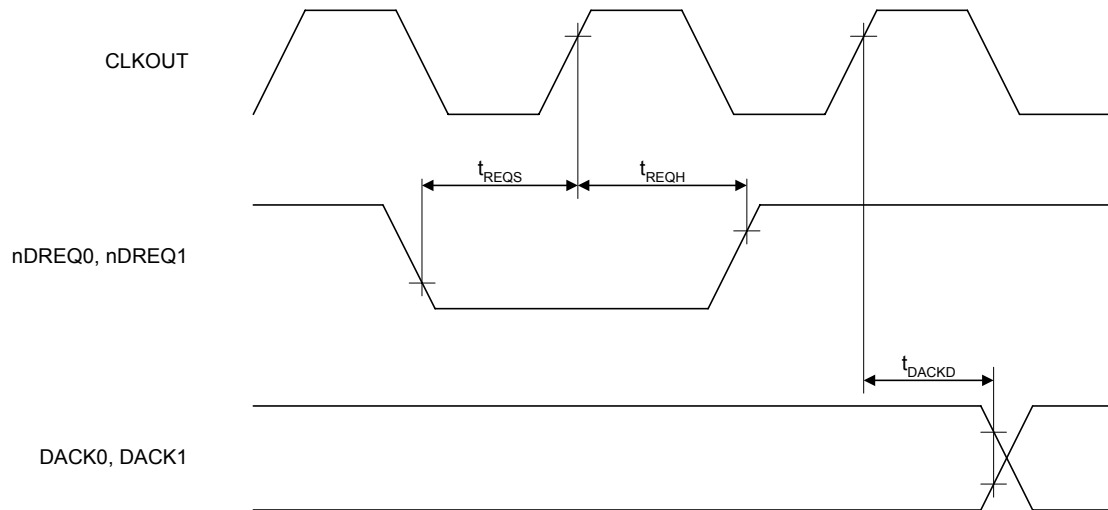 CLKOUT
tREQS
tREQH
nDREQ0, nDREQ1
tDACKD
DACK0, DACK1